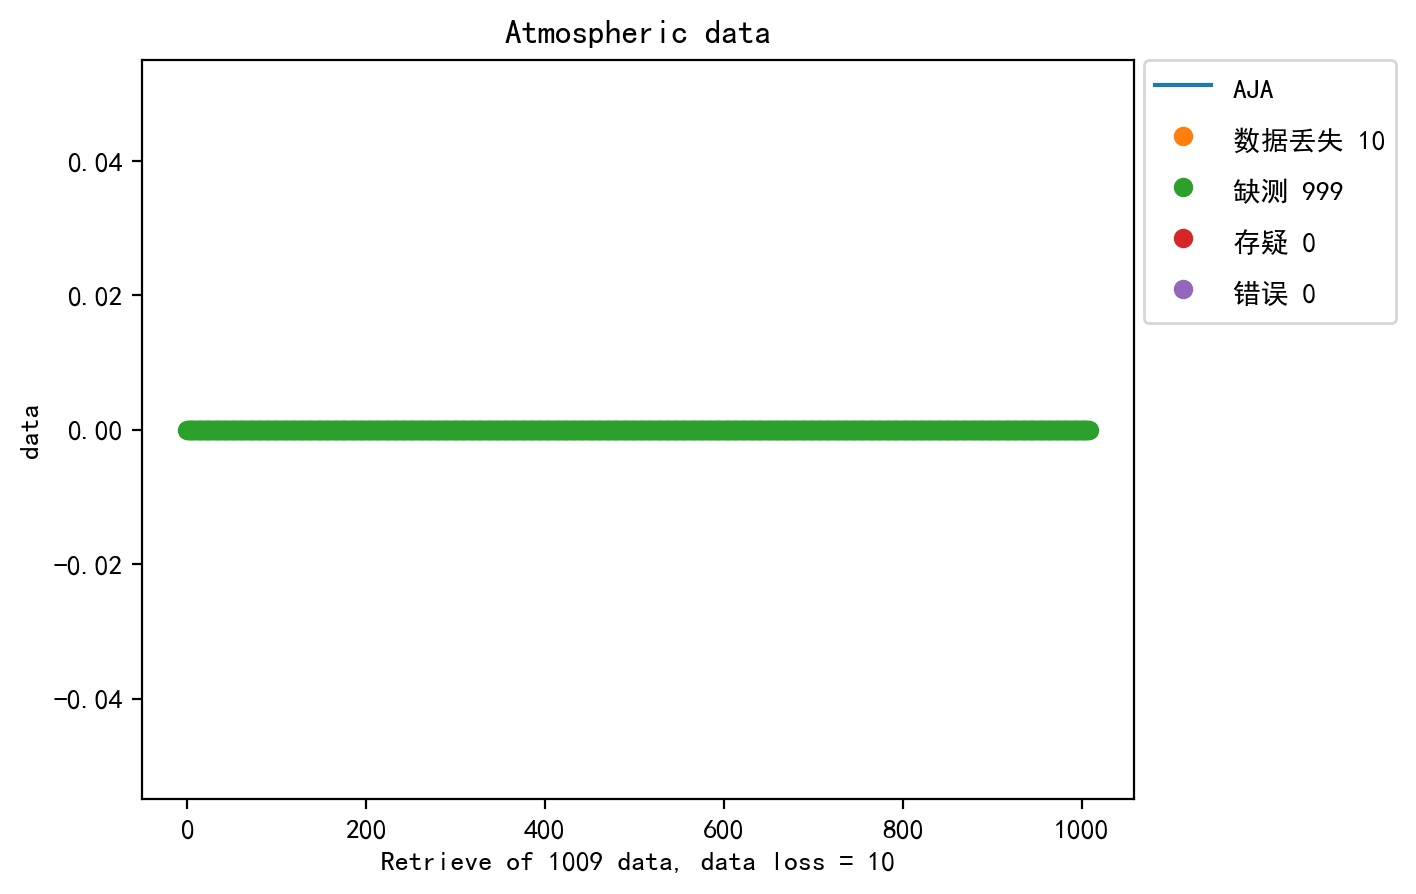 Atmospheric data
AJA
数据丢失 10
缺测 999
存疑 0
错误 0
0.04
0.02
0.00
−0.02
−0.04
data
0 200 400 600 800 1000
Retrieve of 1009 data, data loss = 10